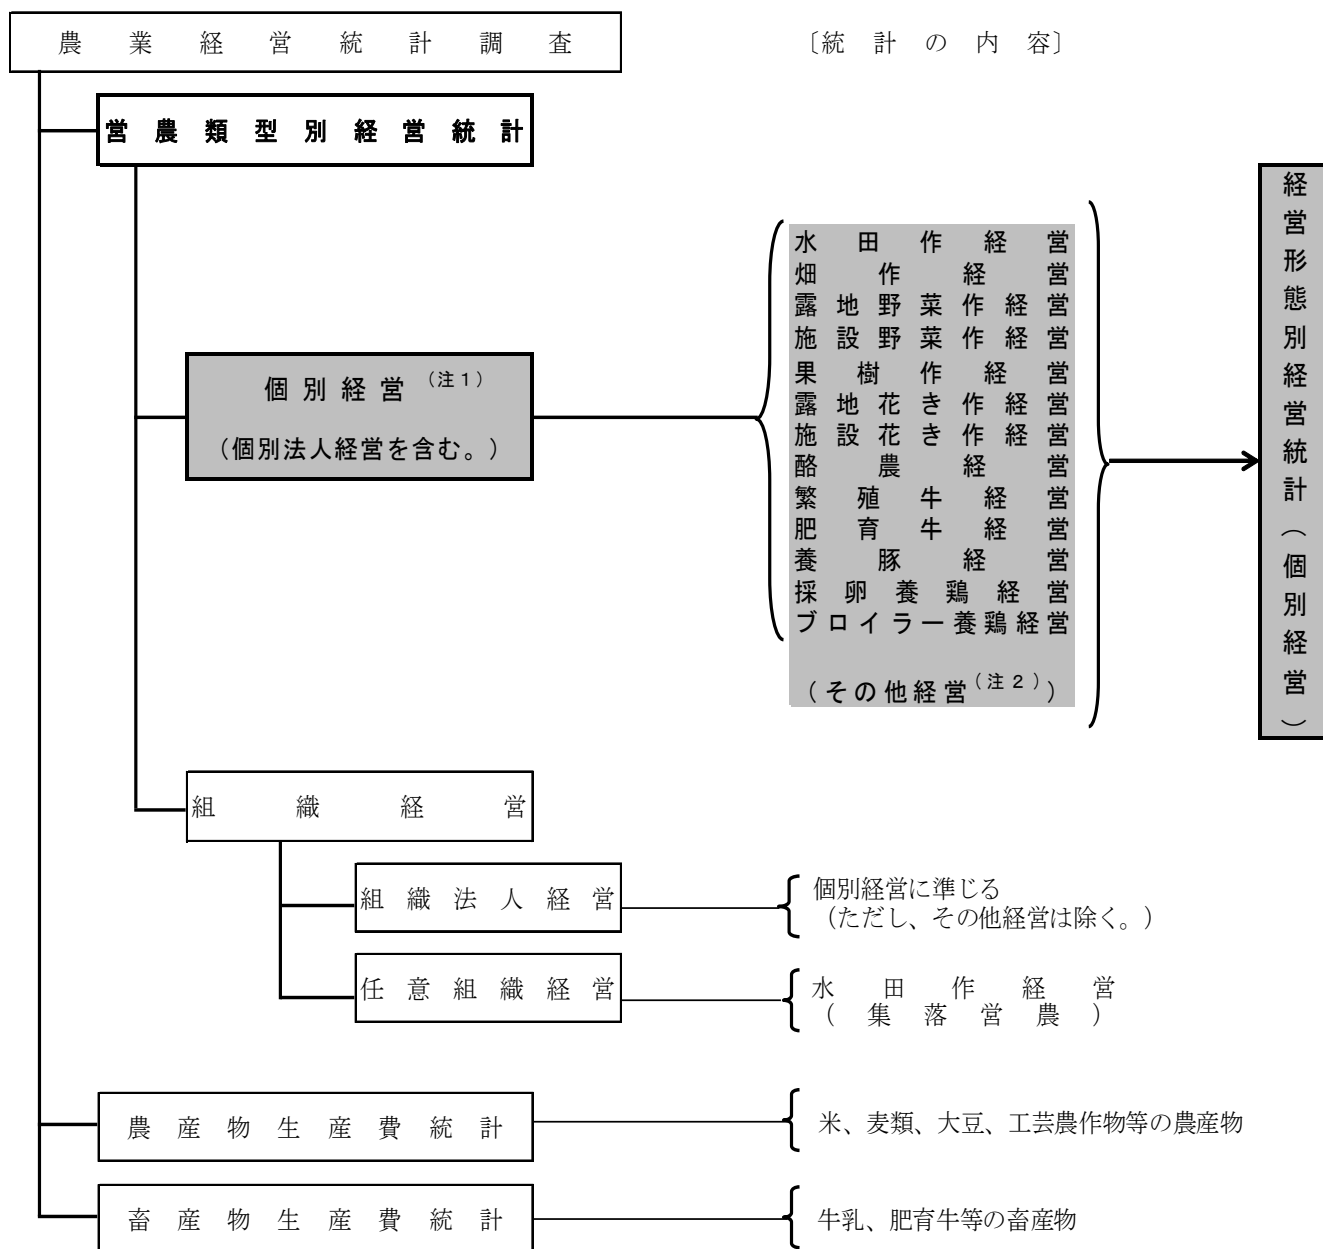 農業経営統計調査
〔統計の内容〕
営農類型別経営統計
個別経営（注１）
（個別法人経営を含む。）
水田作経営
畑作経営
露地野菜作経営
施設野菜作経営
果樹作経営
露地花き作経営
施設花き作経営
酪農経営
繁殖牛経営
肥育牛経営
養豚経営
採卵養鶏経営
ブロイラー養鶏経営
（その他経営（注２））
経営形態別経営統計（個別経営）
組織経営
組織法人経営
個別経営に準じる
（ただし、その他経営は除く。）
任意組織経営
水田作経営
（集落営農）
農産物生産費統計
米、麦類、大豆、工芸農作物等の農産物
畜産物生産費統計
牛乳、肥育牛等の畜産物